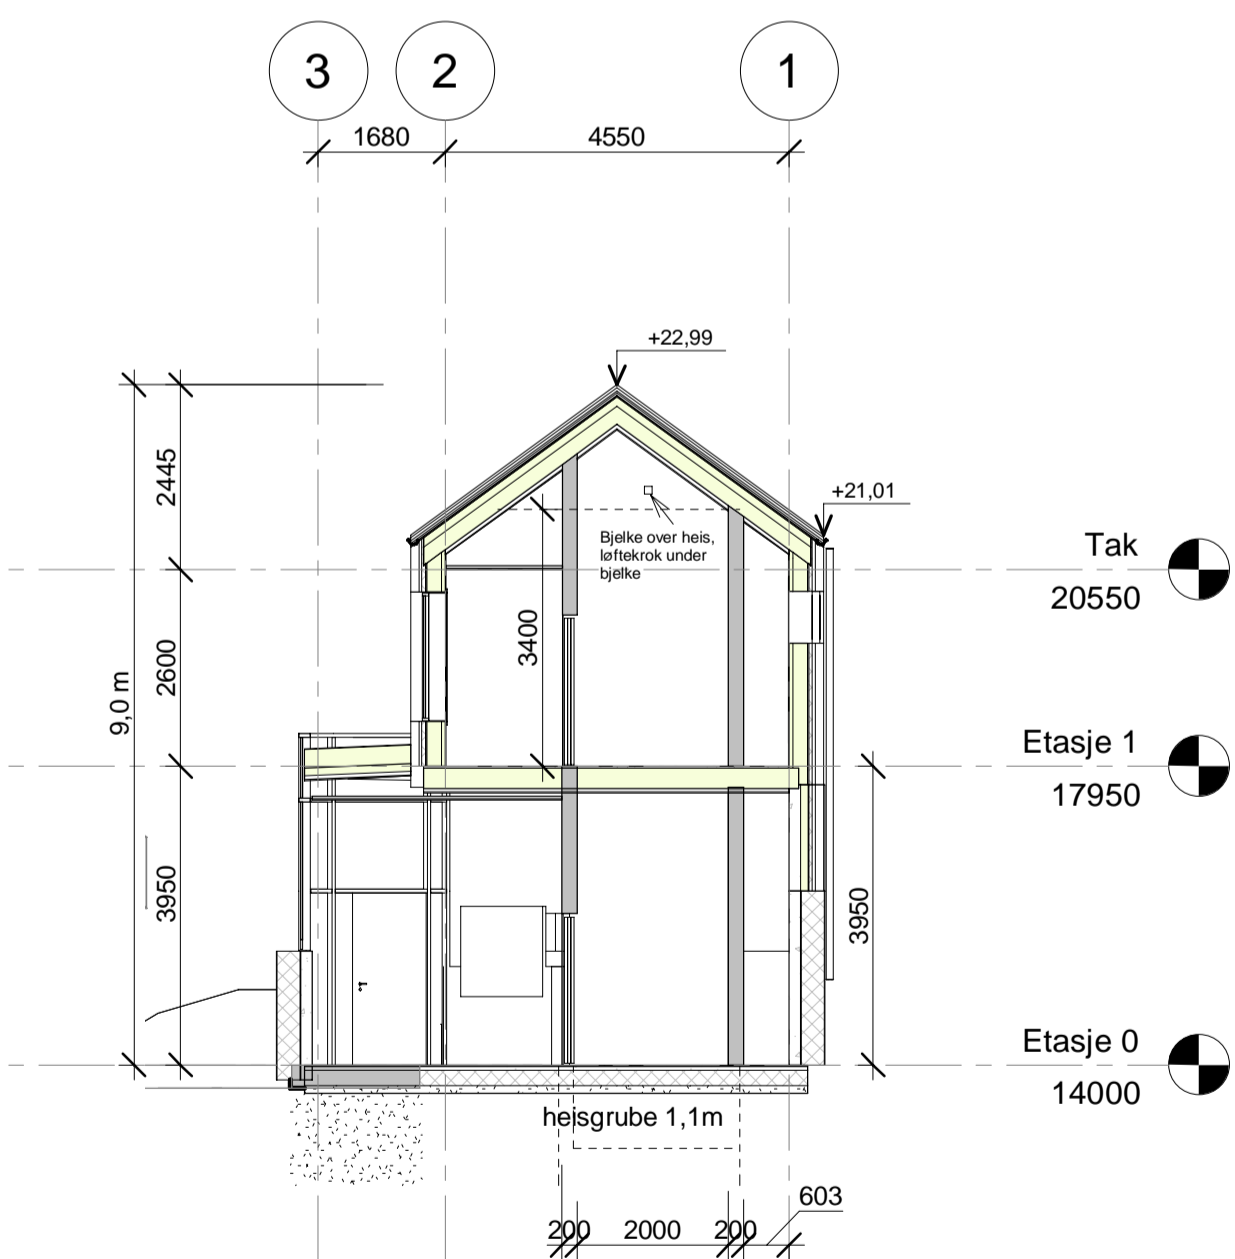 3
2
1
1680
4550
+22,99
2445
+21,01
Bjelke over heis,
løftekrok under
bjelke
Tak
20550
3400
2600
9,0 m
Etasje 1
17950
3950
3950
Etasje 0
14000
heisgrube 1,1m
603
200
2000
200